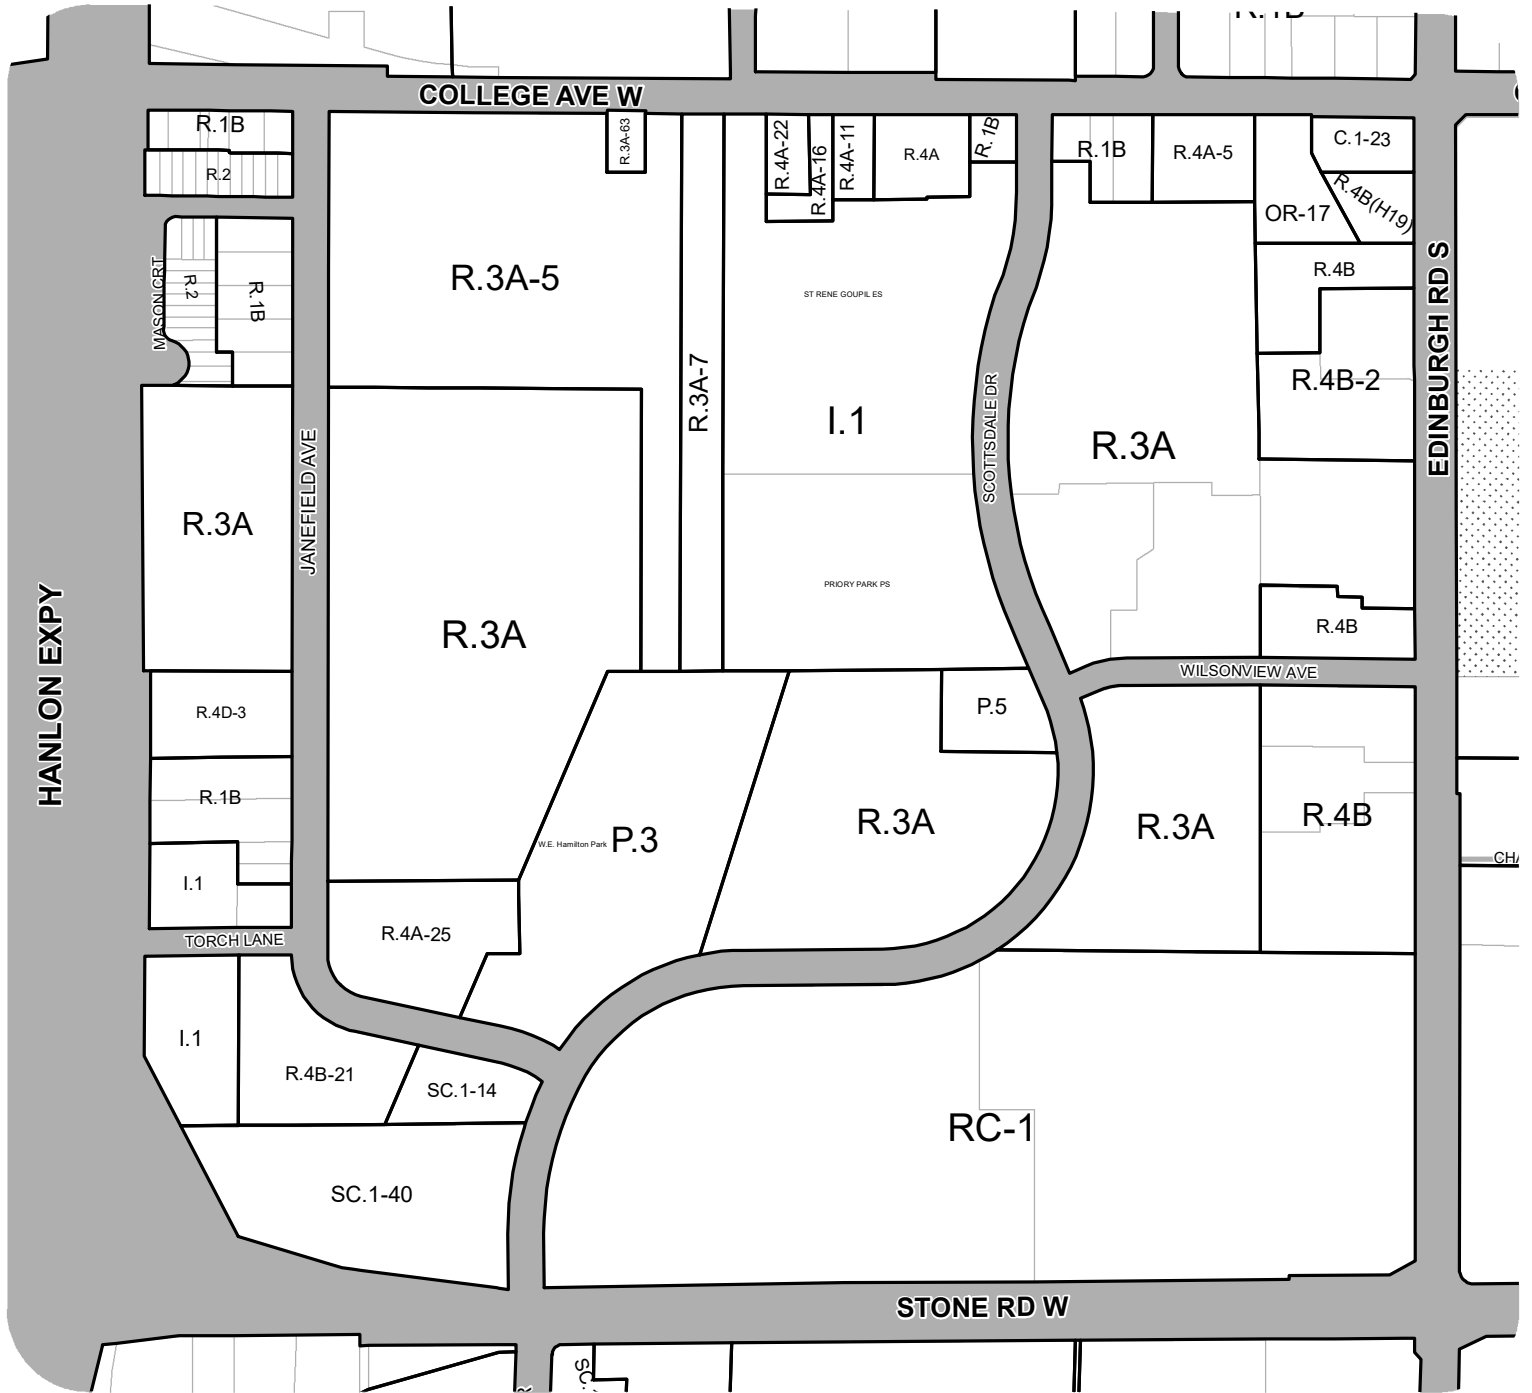 COLLEGE AVE W
R.1B
R.2
MASON CRT
R.2
R.1B
R.3A-5
R.3A-63
R.3A-7
R.4A-22
R.4A-16
R.4A-11
R.4A
R.1B
R.1B
R.4A-5
OR-17
C.1-23
R.4B(H19)
R.4B
R.4B-2
EDINBURGH RD S
ST RENE GOUPIL ES
I.1
PRIORY PARK PS
SCOTTSDALE DR
R.3A
R.4B
WILSONVIEW AVE
HANLON EXPY
JANEFIELD AVE
R.3A
R.3A
R.4D-3
R.1B
I.1
TORCH LANE
W.E. Hamilton Park
P.3
P.5
R.3A
R.3A
R.4B
R.4A-25
I.1
R.4B-21
SC.1-14
SC.1-40
RC-1
STONE RD W